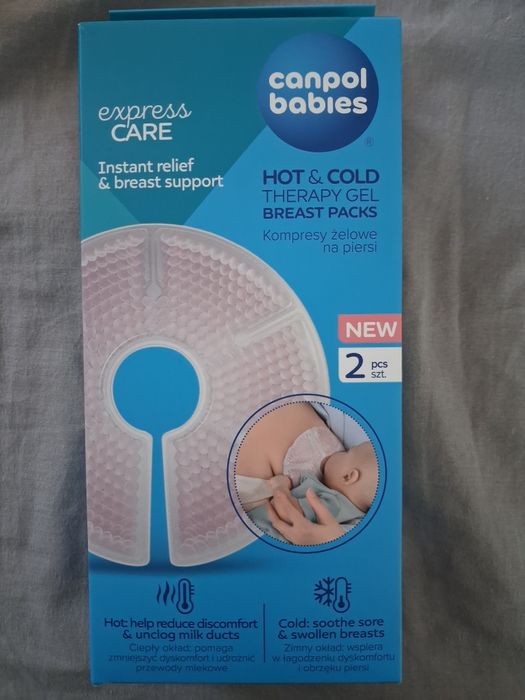 canpol
babies
®
express
CARE
Instant relief
& breast support
HOT & COLD
THERAPY GEL
BREAST PACKS
Kompresy żelowe
na piersi
NEW
2 pcs
szt.
Hot: help reduce discomfort
& unclog milk ducts
Ciepły okład: pomaga
zmniejszyć dyskomfort i udrożnić
przewody mlekowe
Cold: soothe sore
& swollen breasts
Zimny okład: wspiera
w łagodzeniu dyskomfortu
i obrzęku piersi